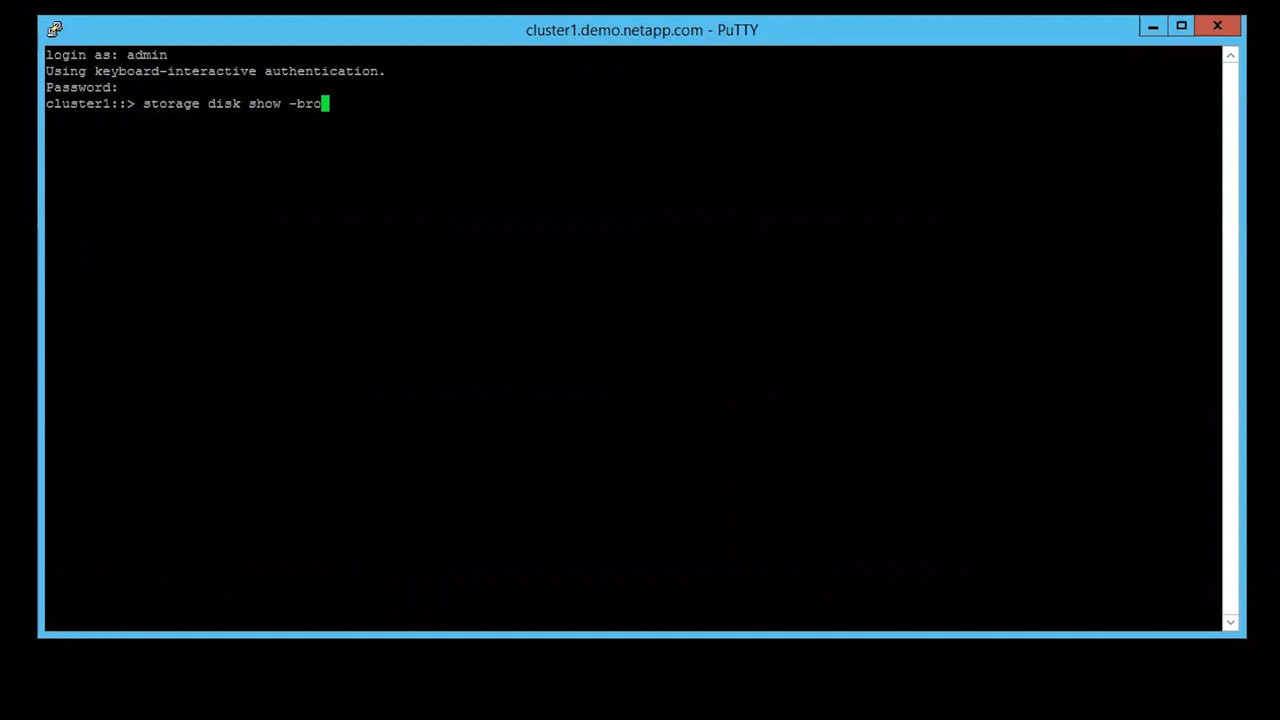 cluster1.demo.netapp.com - PuTTY
login as: admin
Using keyboard-interactive authentication.
Password:
cluster1::> storage disk show -bro